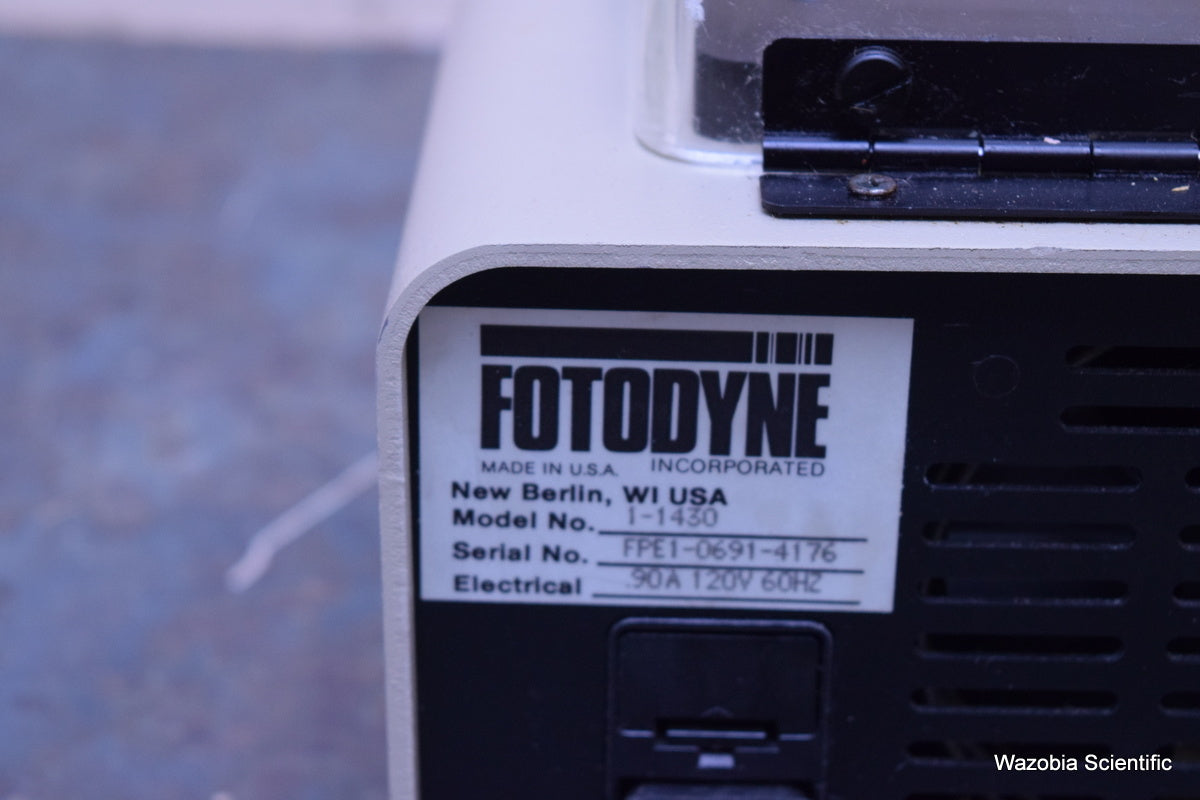 FOTODYNE
MADE IN U.S.A. INCORPORATED
New Berlin, WI USA
Model No. 1-1430
Serial No. FPE1-0691-4176
Electrical .90A 120V 60HZ
Wazobia Scientific